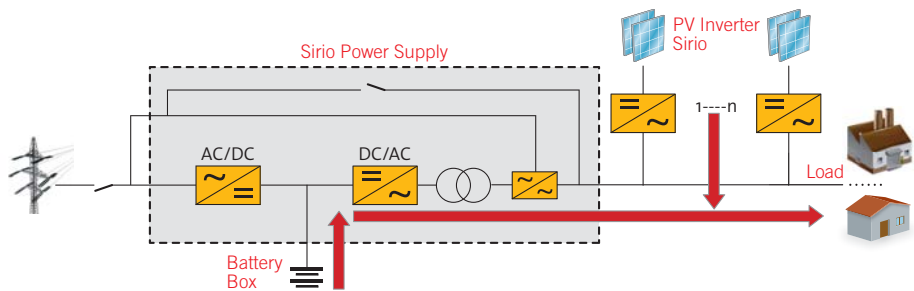 PV Inverter
Sirio
Sirio Power Supply
1----n
AC/DC
DC/AC
Load
Battery
Box